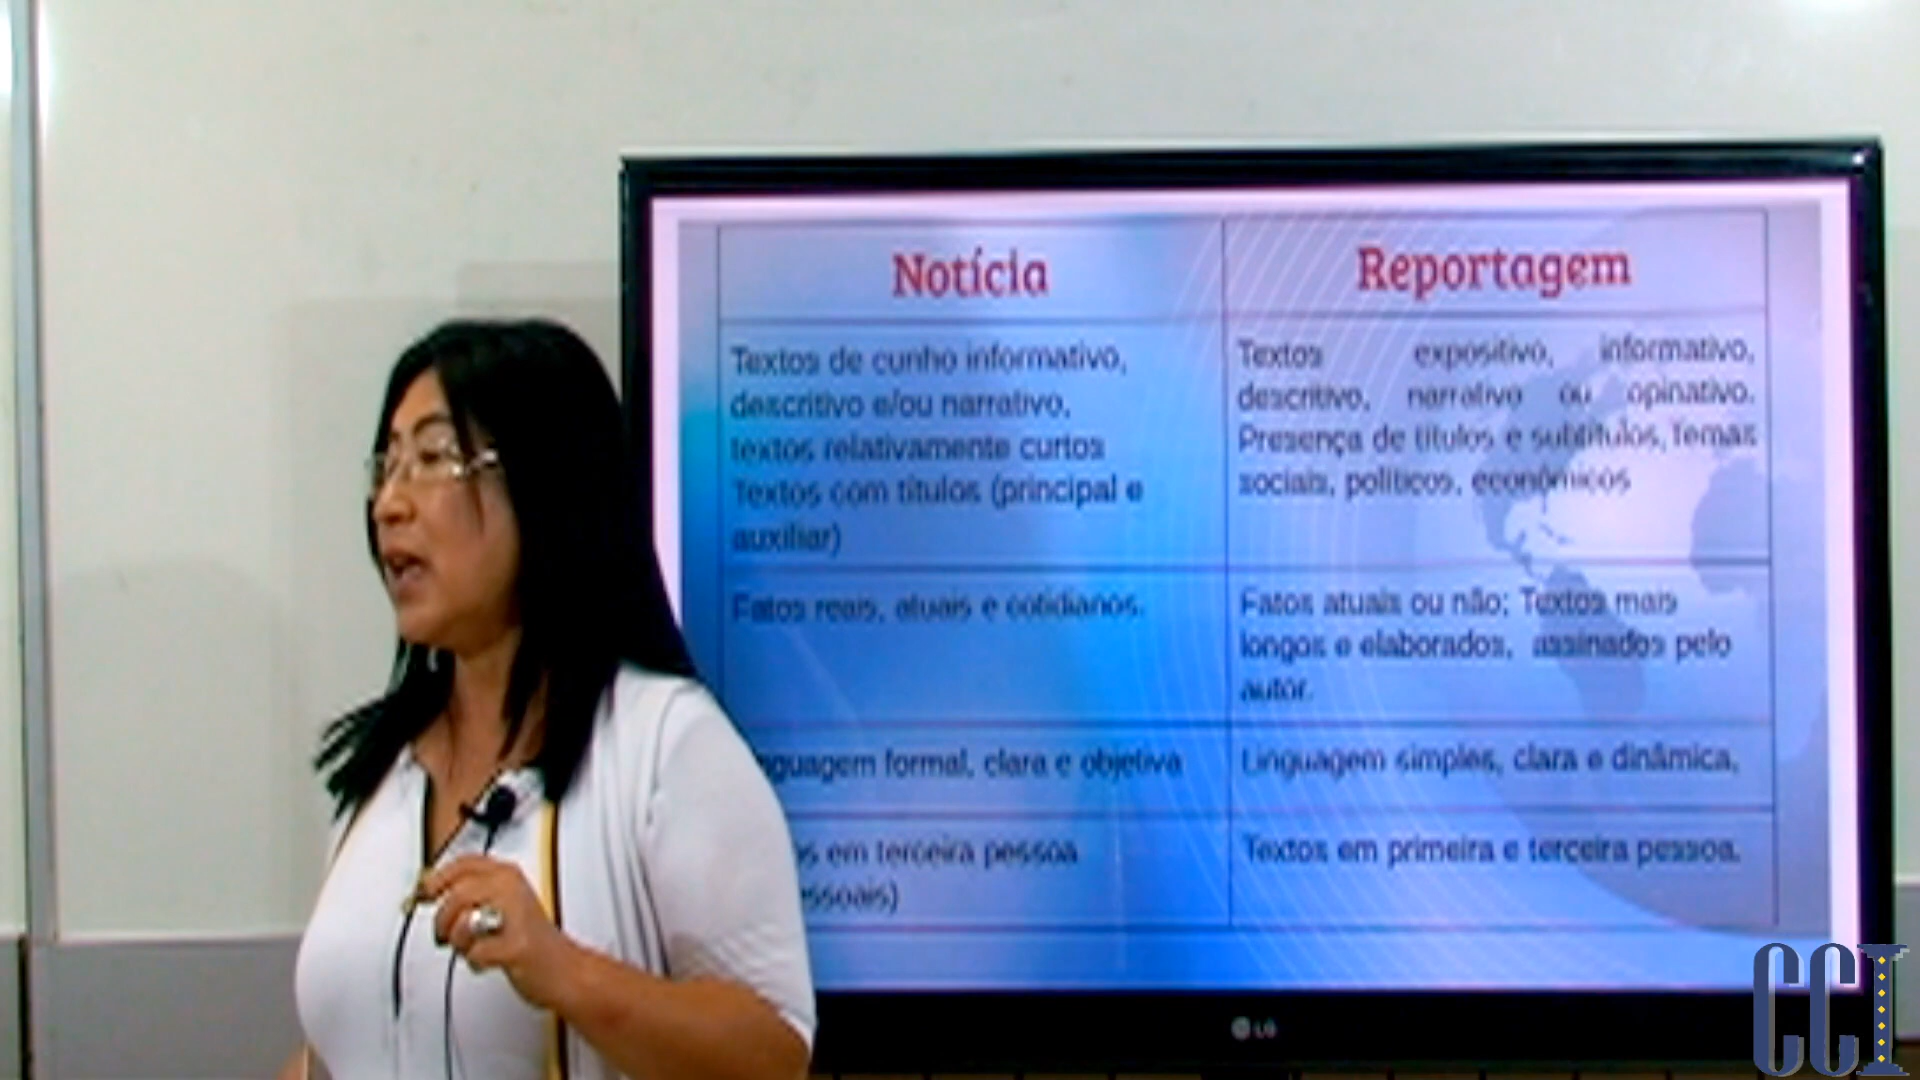 Notícia
Textos de cunho informativo,
descritivo e/ou narrativo,
textos relativamente curtos
Textos com títulos (principal e
auxiliar)
Fatos reais, atuais e cotidianos.
nguagem formal, clara e objetiva
os em terceira pessoa
ssoais)
Reportagem
Textos expositivo, informativo,
descritivo, narrativo ou opinativo.
Presença de títulos e subtítulos, Temas
sociais, políticos, econômicos
Fatos atuais ou não; Textos mais
longos e elaborados, assinados pelo
autor.
Linguagem simples, clara e dinâmica,
Textos em primeira e terceira pessoa.
LG
CCI